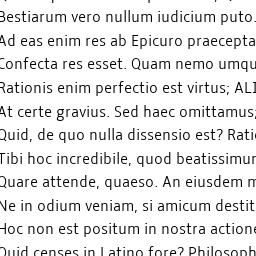 Bestiarum vero nullum iudicium puto.
Ad eas enim res ab Epicuro praecepta
Confecta res esset. Quam nemo umqu
Rationis enim perfectio est virtus; ALI
At certe gravius. Sed haec omittamus;
Quid, de quo nulla dissensio est? Rati
Tibi hoc incredibile, quod beatissimu
Quare attende, quaeso. An eiusdem m
Ne in odium veniam, si amicum destit
Hoc non est positum in nostra actione
Quid censes in Latino fore? Philosoph